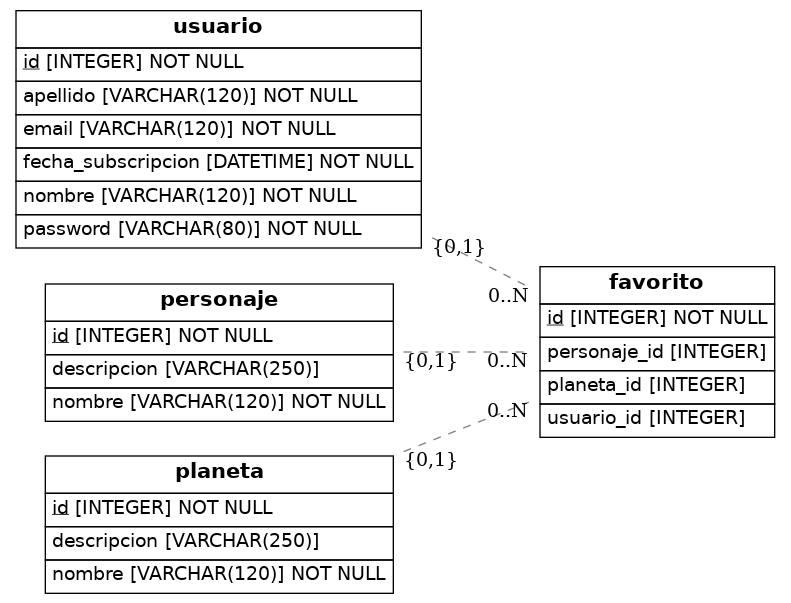 usuario
id [INTEGER] NOT NULL
apellido [VARCHAR(120)] NOT NULL
email [VARCHAR(120)] NOT NULL
fecha_subscripcion [DATETIME] NOT NULL
nombre [VARCHAR(120)] NOT NULL
password [VARCHAR(80)] NOT NULL
{0,1}
0..N
personaje
id [INTEGER] NOT NULL
descripcion [VARCHAR(250)]
nombre [VARCHAR(120)] NOT NULL
{0,1}
0..N
planeta
id [INTEGER] NOT NULL
descripcion [VARCHAR(250)]
nombre [VARCHAR(120)] NOT NULL
{0,1}
0..N
favorito
id [INTEGER] NOT NULL
personaje_id [INTEGER]
planeta_id [INTEGER]
usuario_id [INTEGER]